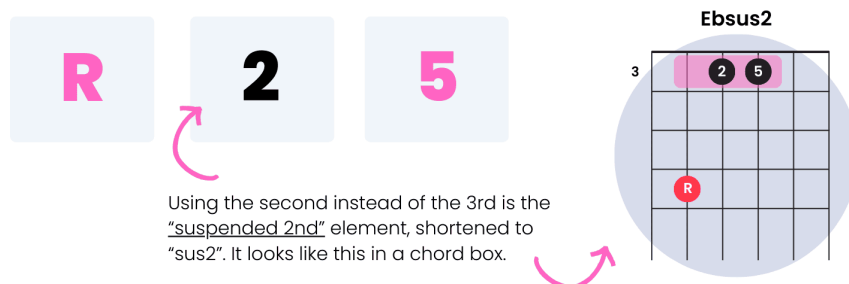 R 2 5
Ebsus2
3 2 5
R
Using the second instead of the 3rd is the
“suspended 2nd” element, shortened to
“sus2”. It looks like this in a chord box.